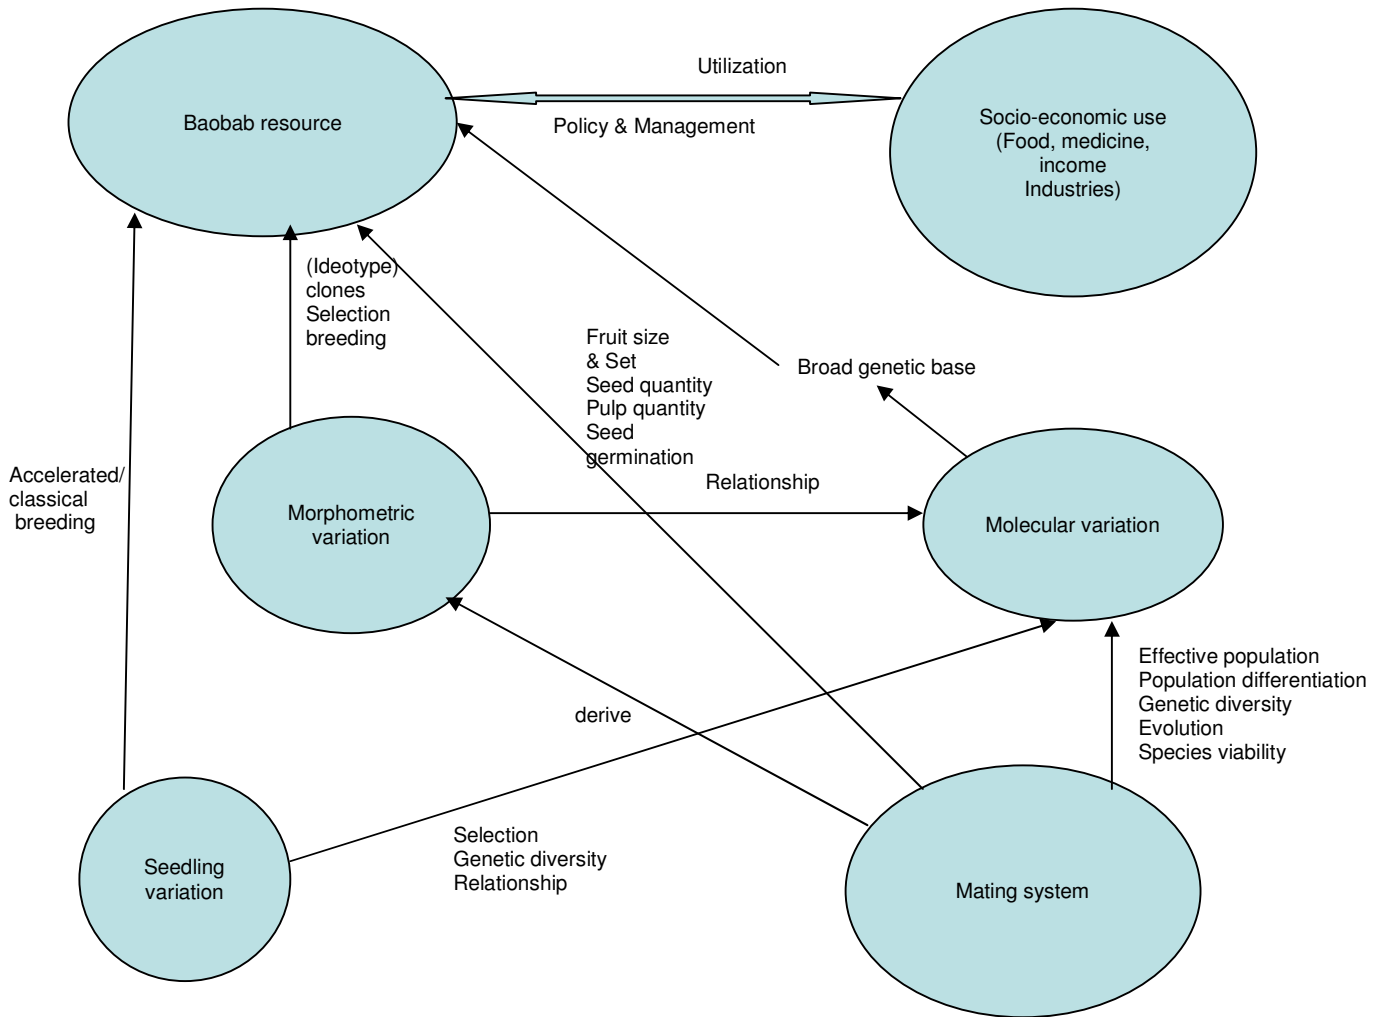 Utilization
Baobab resource
Policy & Management
Socio-economic use
(Food, medicine,
income
Industries)
(Ideotype)
clones
Selection
breeding
Fruit size
& Set
Seed quantity
Pulp quantity
Seed
germination
Broad genetic base
Accelerated/
classical
breeding
Morphometric
variation
Relationship
Molecular variation
Effective population
Population differentiation
Genetic diversity
Evolution
Species viability
derive
Selection
Genetic diversity
Relationship
Seedling
variation
Mating system